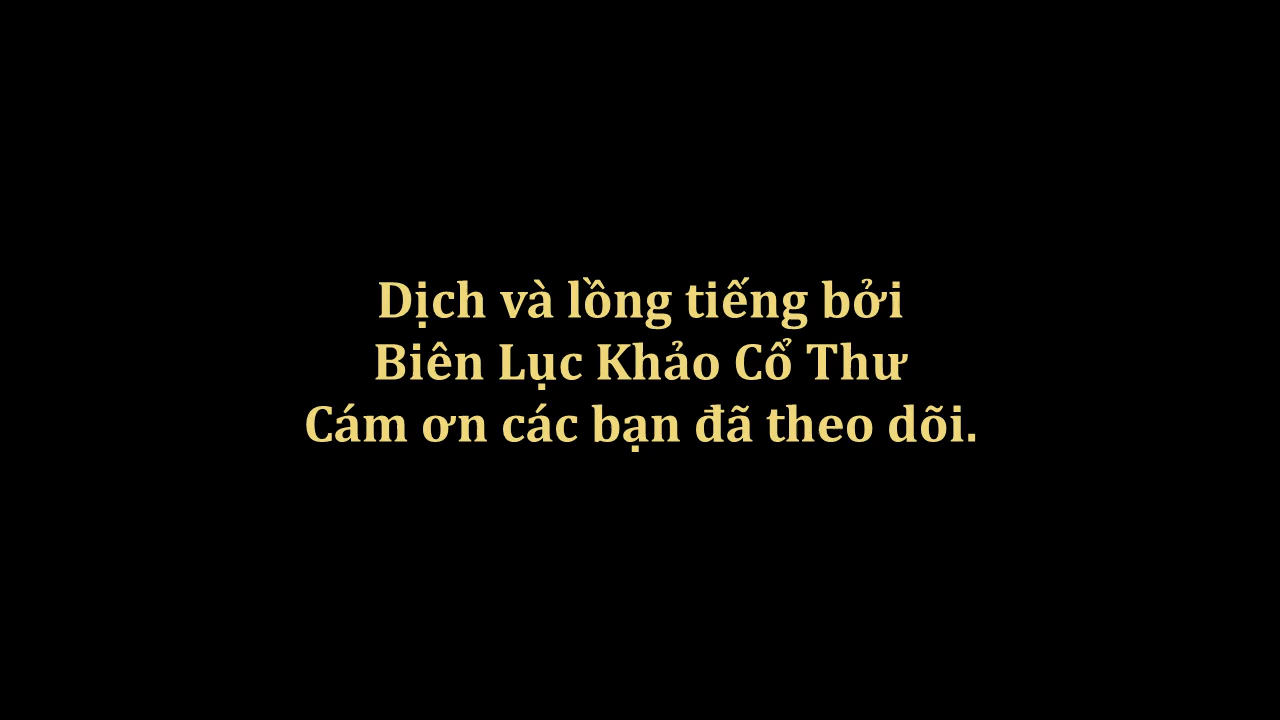 Dịch và lồng tiếng bởi
Biên Lục Khảo Cổ Thư
Cám ơn các bạn đã theo dõi.